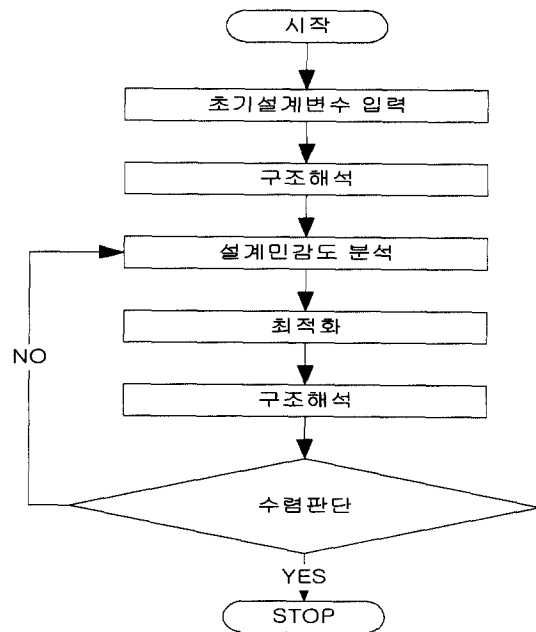 시작
초기설계변수 입력
구조해석
설계민감도 분석
최적화
NO
구조해석
수렴판단
YES
STOP